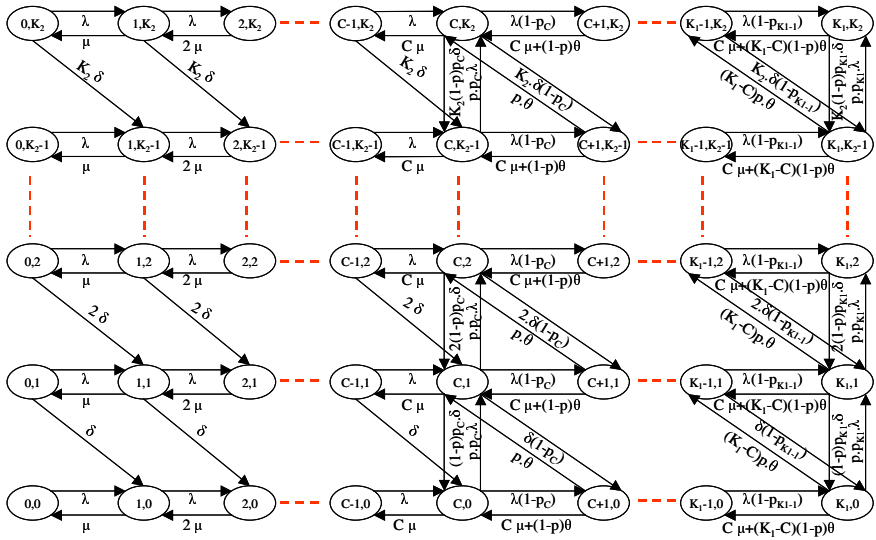 λ λ λ λ(1-p_C) λ(1-p_{K1-1})
0,K₂ 1,K₂ 2,K₂ C-1,K₂ C,K₂ C+1,K₂ K₁-1,K₂ K₁,K₂
μ 2 μ C μ C μ+(1-p)θ C μ+(K₁-C)(1-p)θ
K₂ δ K₂ δ K₂ δ K₂(1-p)p_C.δ p.p_C.λ K₂.δ(1-p_C) p.θ K₂.δ(1-p_{K1-1}) (K₁-C)p.θ K₂(1-p)p_{K1}.δ p.p_{K1}.λ
λ λ λ λ(1-p_C) λ(1-p_{K1-1})
0,K₂-1 1,K₂-1 2,K₂-1 C-1,K₂-1 C,K₂-1 C+1,K₂-1 K₁-1,K₂-1 K₁,K₂-1
μ 2 μ C μ C μ+(1-p)θ C μ+(K₁-C)(1-p)θ
λ λ λ λ(1-p_C) λ(1-p_{K1-1})
0,2 1,2 2,2 C-1,2 C,2 C+1,2 K₁-1,2 K₁,2
μ 2 μ C μ C μ+(1-p)θ C μ+(K₁-C)(1-p)θ
2 δ 2 δ 2 δ 2(1-p)p_C.δ p.p_C.λ 2.δ(1-p_C) p.θ 2.δ(1-p_{K1-1}) (K₁-C)p.θ 2(1-p)p_{K1}.δ p.p_{K1}.λ
λ λ λ λ(1-p_C) λ(1-p_{K1-1})
0,1 1,1 2,1 C-1,1 C,1 C+1,1 K₁-1,1 K₁,1
μ 2 μ C μ C μ+(1-p)θ C μ+(K₁-C)(1-p)θ
δ δ δ (1-p)p_C.δ p.p_C.λ δ(1-p_C) p.θ δ(1-p_{K1-1}) (K₁-C)p.θ (1-p)p_{K1}.δ p.p_{K1}.λ
λ λ λ λ(1-p_C) λ(1-p_{K1-1})
0,0 1,0 2,0 C-1,0 C,0 C+1,0 K₁-1,0 K₁,0
μ 2 μ C μ C μ+(1-p)θ C μ+(K₁-C)(1-p)θ